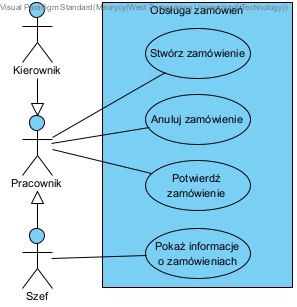 Visual Paradigm Standard(Maurycy(West
Technology))
Obsługa zamówień
Kierownik
Stwórz zamówienie
Anuluj zamówienie
Pracownik
Potwierdź
zamówienie
Pokaż informacje
o zamówieniach
Szef